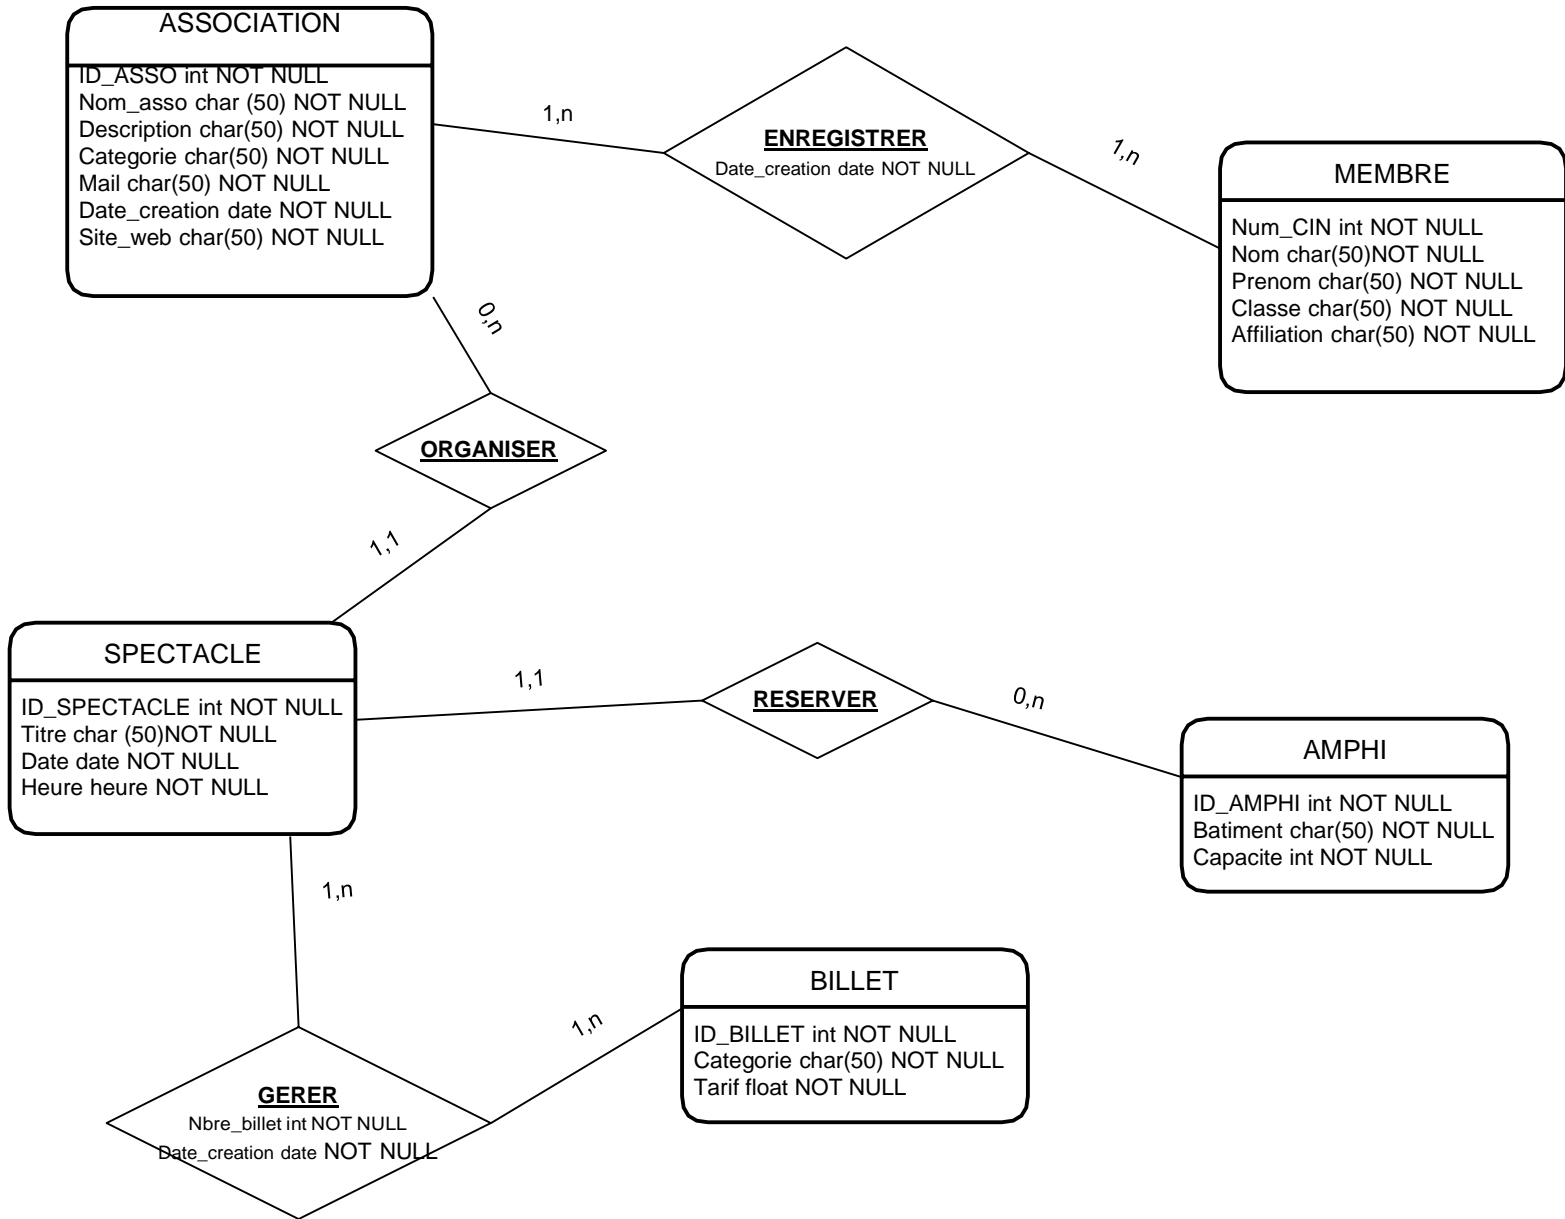 ASSOCIATION
ID_ASSO int NOT NULL
Nom_asso char (50) NOT NULL
Description char(50) NOT NULL
Categorie char(50) NOT NULL
Mail char(50) NOT NULL
Date_creation date NOT NULL
Site_web char(50) NOT NULL
1,n
ENREGISTRER
Date_creation date NOT NULL
1,n
MEMBRE
Num_CIN int NOT NULL
Nom char(50)NOT NULL
Prenom char(50) NOT NULL
Classe char(50) NOT NULL
Affiliation char(50) NOT NULL
0,n
ORGANISER
1,1
SPECTACLE
ID_SPECTACLE int NOT NULL
Titre char (50)NOT NULL
Date date NOT NULL
Heure heure NOT NULL
1,1
RESERVER
0,n
AMPHI
ID_AMPHI int NOT NULL
Batiment char(50) NOT NULL
Capacite int NOT NULL
1,n
GERER
Nbre_billet int NOT NULL
Date_creation date NOT NULL
1,n
BILLET
ID_BILLET int NOT NULL
Categorie char(50) NOT NULL
Tarif float NOT NULL